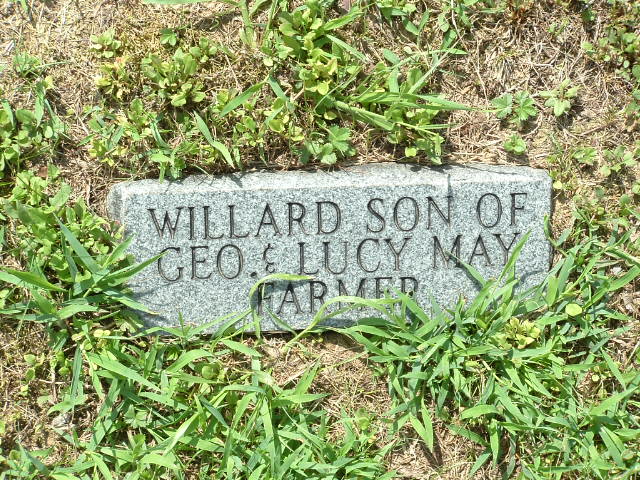 WILLARD SON OF
GEO. & LUCY MAY
FARMER